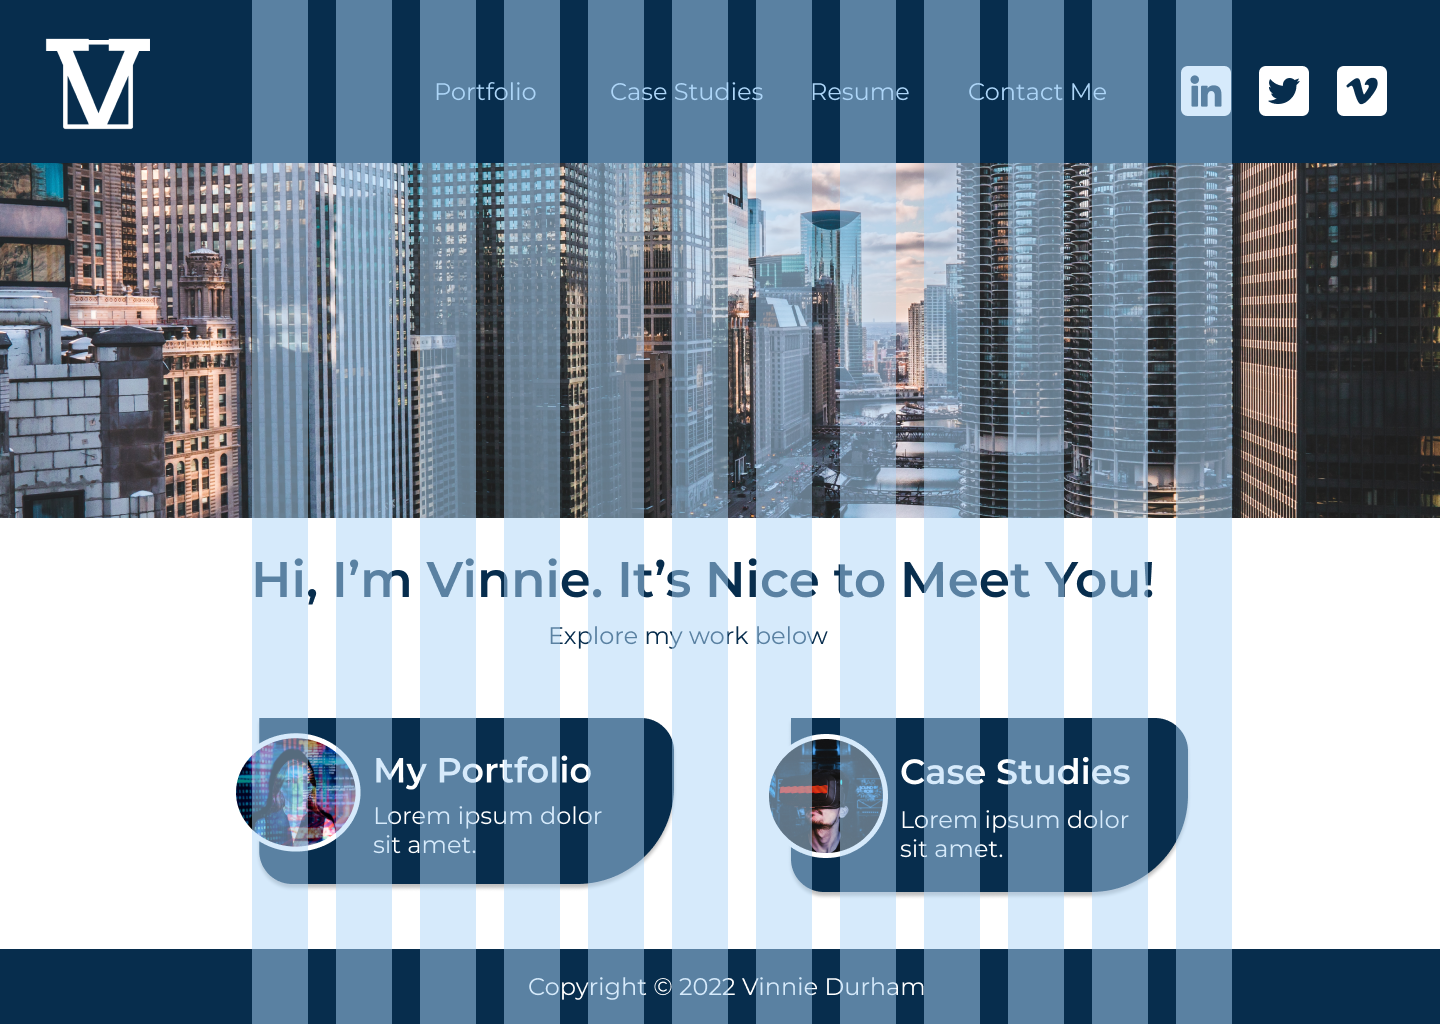 V
Portfolio Case Studies Resume Contact Me
in
Hi, I’m Vinnie. It’s Nice to Meet You!
Explore my work below
My Portfolio
Lorem ipsum dolor
sit amet.
Case Studies
Lorem ipsum dolor
sit amet.
Copyright © 2022 Vinnie Durham